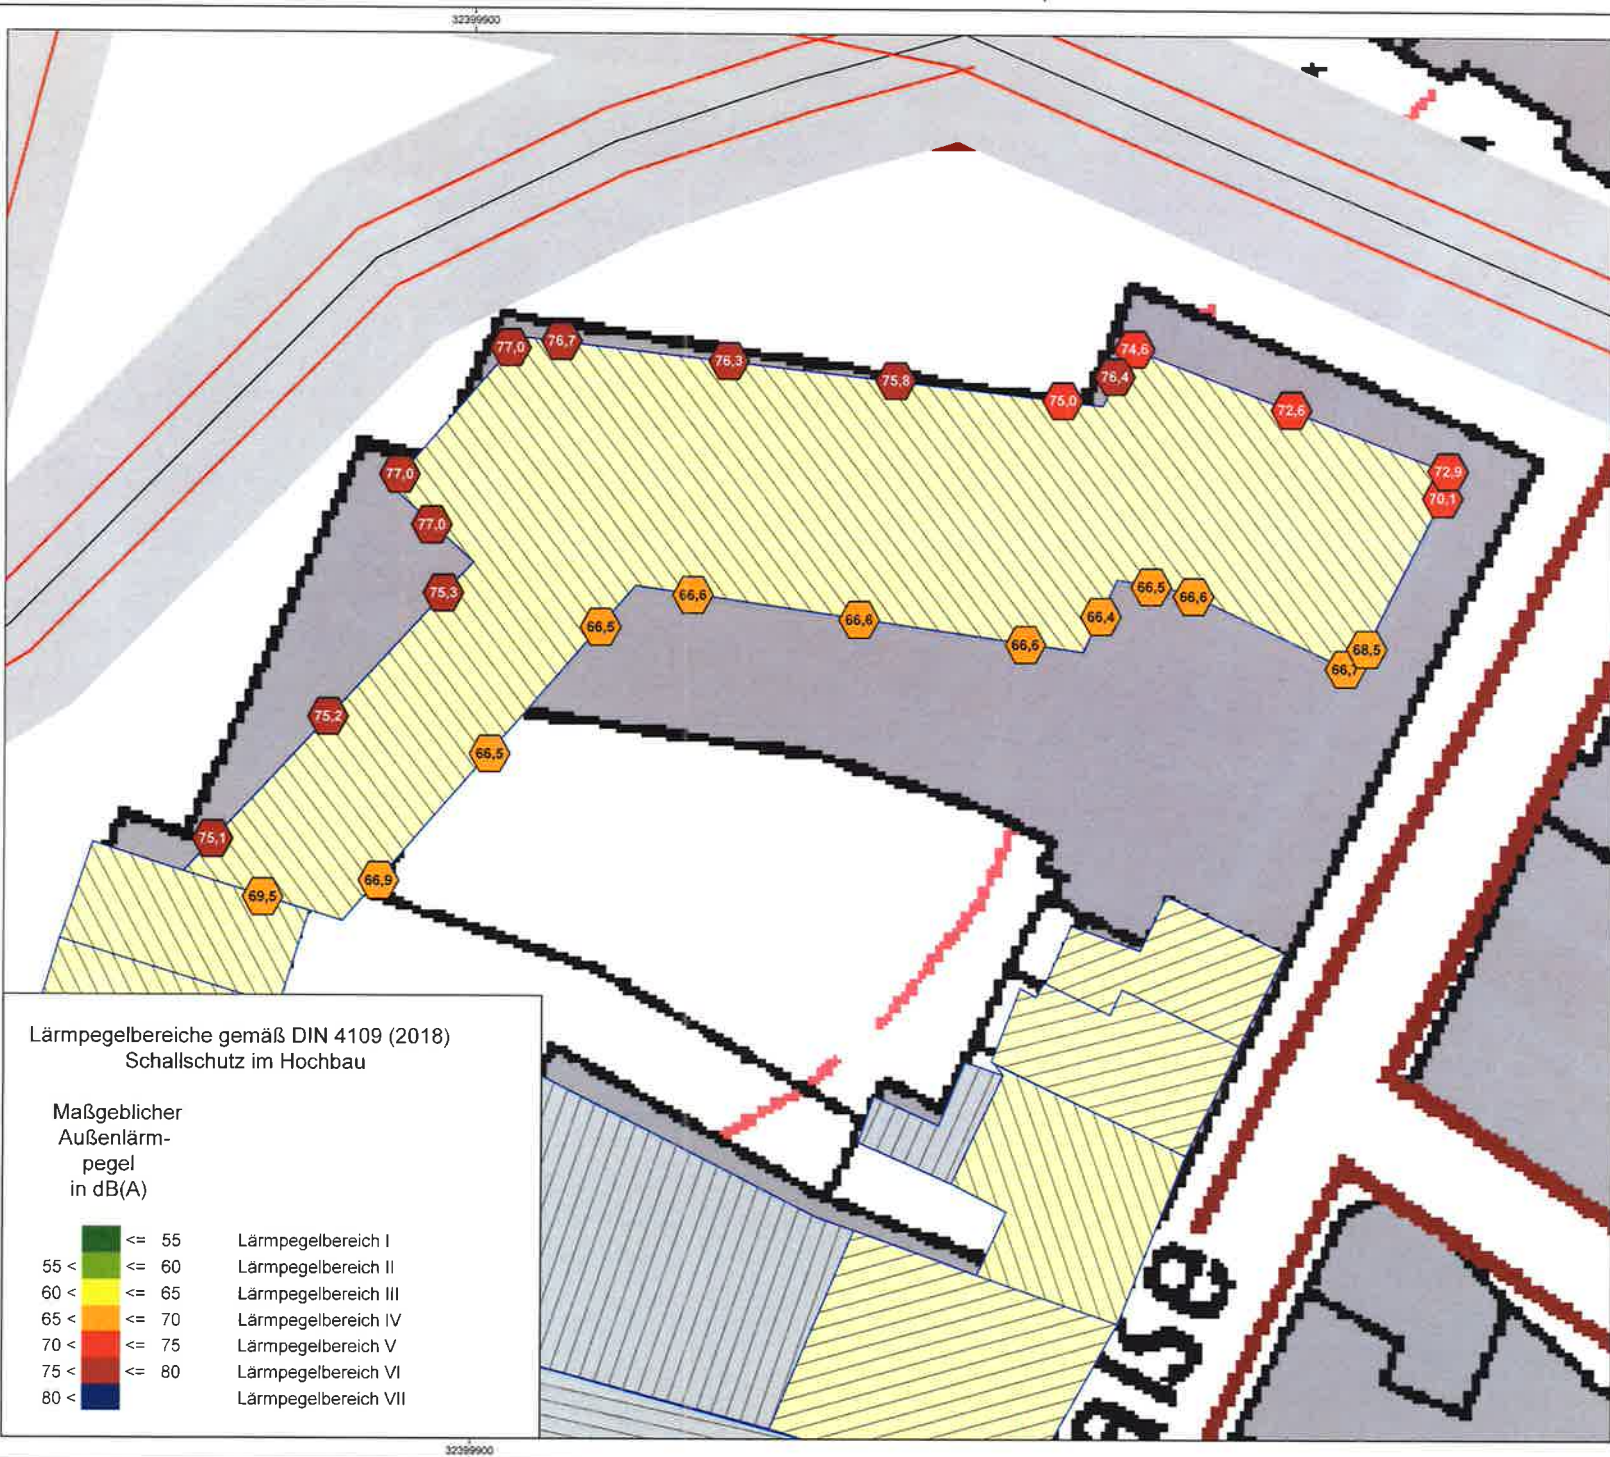 32399900
77,0
76,7
76,3
75,8
75,0
76,4
74,6
72,6
72,9
70,1
77,0
77,0
75,3
75,2
75,1
69,5
66,9
66,5
66,5
66,6
66,6
66,6
66,4
66,5
66,6
66,7
68,5
Lärmpegelbereiche gemäß DIN 4109 (2018)
Schallschutz im Hochbau
Maßgeblicher
Außenlärm-
pegel
in dB(A)
<= 55 Lärmpegelbereich I
55 < <= 60 Lärmpegelbereich II
60 < <= 65 Lärmpegelbereich III
65 < <= 70 Lärmpegelbereich IV
70 < <= 75 Lärmpegelbereich V
75 < <= 80 Lärmpegelbereich VI
80 < Lärmpegelbereich VII
32399900